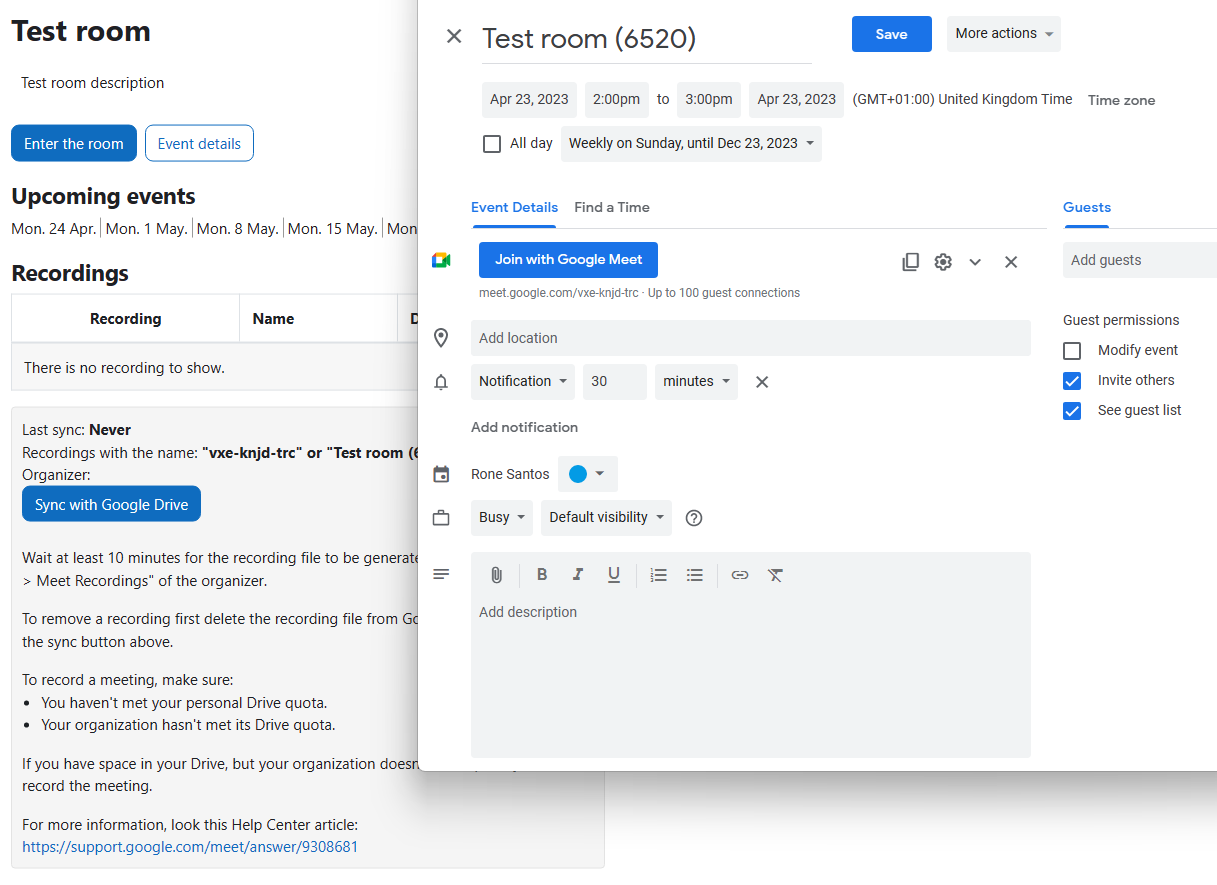 Test room
Test room description
Enter the room
Event details
Upcoming events
Mon. 24 Apr. Mon. 1 May. Mon. 8 May. Mon. 15 May. Mon
Recordings
Recording Name
There is no recording to show.
Last sync: Never
Recordings with the name: "vxe-knjd-trc" or "Test room
Organizer:
Sync with Google Drive
Wait at least 10 minutes for the recording file to be
> Meet Recordings" of the organizer.
To remove a recording first delete the recording file from
the sync button above.
To record a meeting, make sure:
• You haven't met your personal Drive quota.
• Your organization hasn't met its Drive quota.
If you have space in your Drive, but your organization
record the meeting.
For more information, look this Help Center article:
https://support.google.com/meet/answer/9308681
Test room (6520)
Save
More actions
Apr 23, 2023 2:00pm to 3:00pm Apr 23, 2023 (GMT+01:00) United Kingdom Time Time zone
All day Weekly on Sunday, until Dec 23, 2023
Event Details Find a Time
Join with Google Meet
meet.google.com/vxe-knjd-trc · Up to 100 guest connections
Add location
Notification 30 minutes
Add notification
Rone Santos
Busy Default visibility
B I U
Add description
Guests
Add guests
Guest permissions
Modify event
Invite others
See guest list